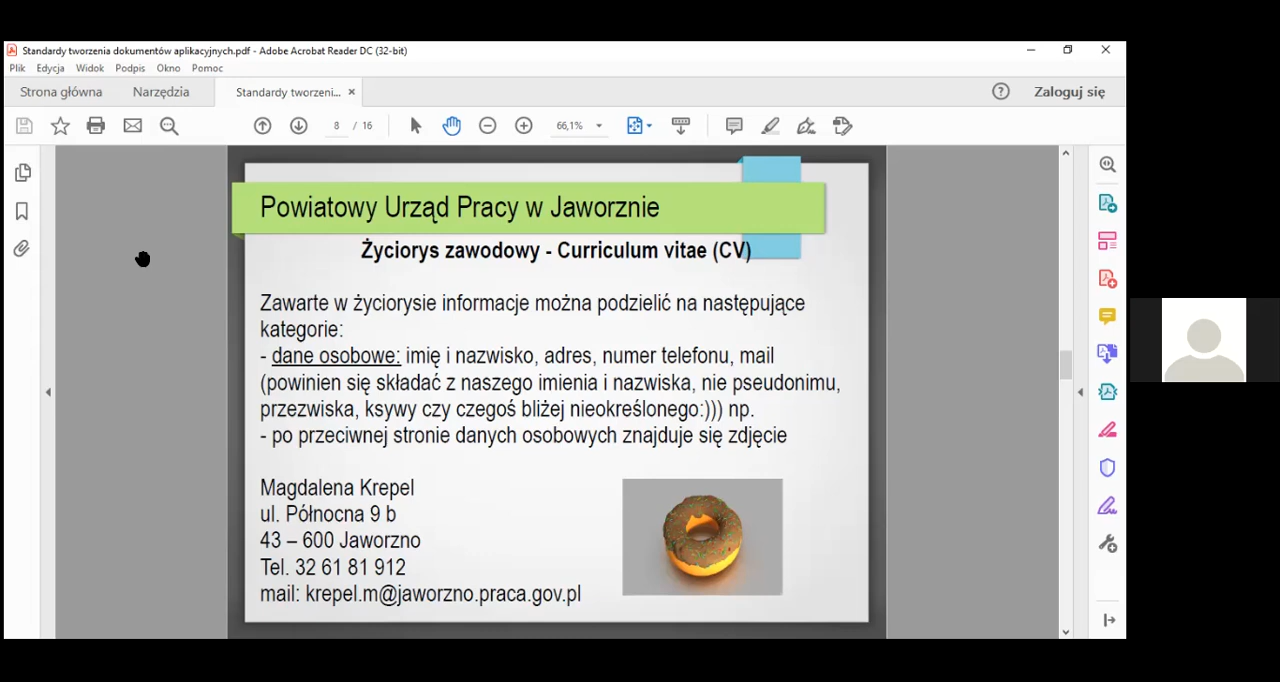 Standardy tworzenia dokumentów aplikacyjnych.pdf - Adobe Acrobat Reader DC (32-bit)
Plik Edycja Widok Podpis Okno Pomoc
Strona główna Narzędzia Standardy tworzeni... × Zaloguj się
8 / 16 66,1%
Powiatowy Urząd Pracy w Jaworznie
Życiorys zawodowy - Curriculum vitae (CV)
Zawarte w życiorysie informacje można podzielić na następujące
kategorie:
- dane osobowe: imię i nazwisko, adres, numer telefonu, mail
(powinien się składać z naszego imienia i nazwiska, nie pseudonimu,
przezwiska, ksywy czy czegoś bliżej nieokreślonego:))) np.
- po przeciwnej stronie danych osobowych znajduje się zdjęcie
Magdalena Krepel
ul. Północna 9 b
43 – 600 Jaworzno
Tel. 32 61 81 912
mail: krepel.m@jaworzno.praca.gov.pl